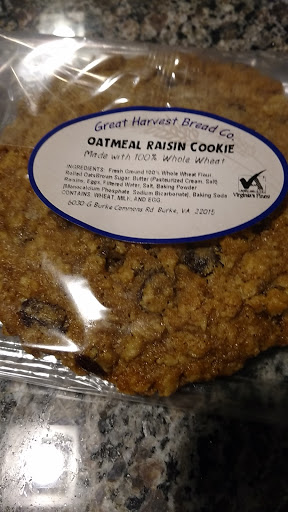 Great Harvest Bread Co.
OATMEAL RAISIN COOKIE
Made with 100% Whole Wheat
INGREDIENTS: Fresh Ground 100% Whole Wheat Flour,
Rolled Oats, Brown Sugar, Butter (Pasteurized Cream, Salt),
Raisins, Eggs, Filtered Water, Salt, Baking Powder
(Monocalcium Phosphate, Sodium Bicarbonate), Baking Soda
CONTAINS: WHEAT, MILK, AND EGG.
6030-G Burke Commons Rd. Burke, VA 22015
Virginia's Finest